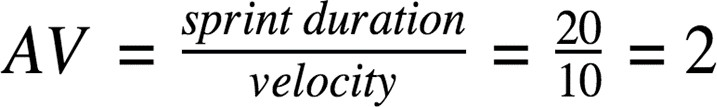 AV = sprint duration / velocity = 20 / 10 = 2